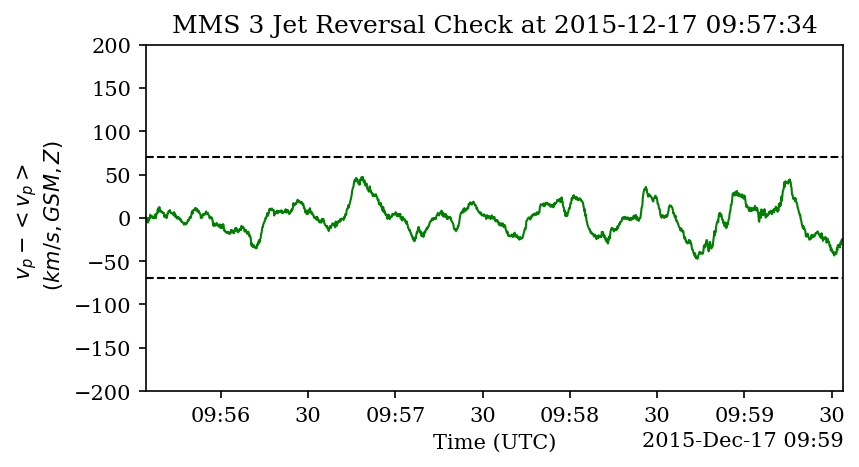 MMS 3 Jet Reversal Check at 2015-12-17 09:57:34
v_p − < v_p >
(km/s, GSM, Z)
200
150
100
50
0
−50
−100
−150
−200
09:56 30 09:57 30 09:58 30 09:59 30
Time (UTC) 2015-Dec-17 09:59